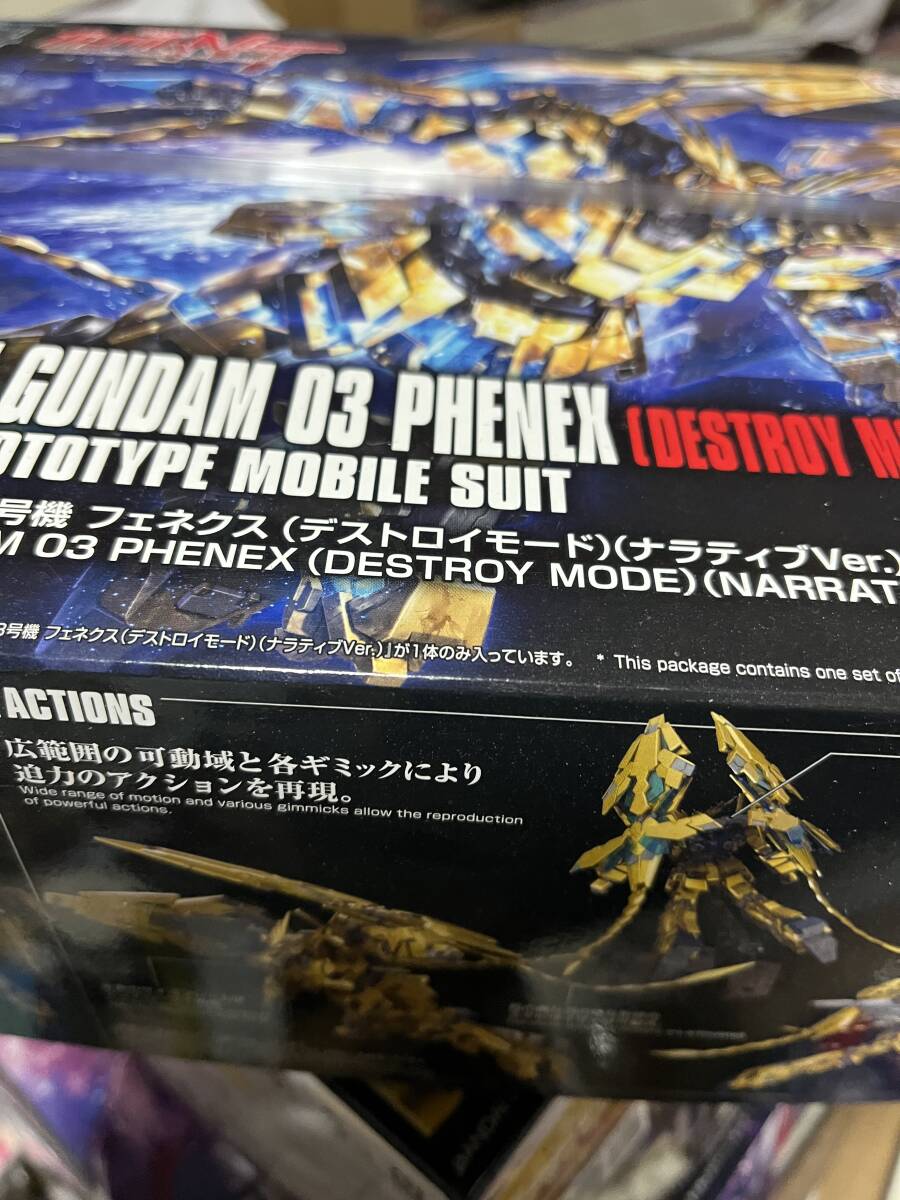 GUNDAM 03 PHENEX (DESTROY M
OTOTYPE MOBILE SUIT
号機 フェネクス (デストロイモード)(ナラティブVer.)
M 03 PHENEX (DESTROY MODE) (NARRAT
3号機 フェネクス(デストロイモード)(ナラティブVer.)」が1体のみ入っています。 * This package contains one set of
ACTIONS
広範囲の可動域と各ギミックにより
迫力のアクションを再現。
Wide range of motion and various gimmicks allow the reproduction
of powerful actions.
BANDAI